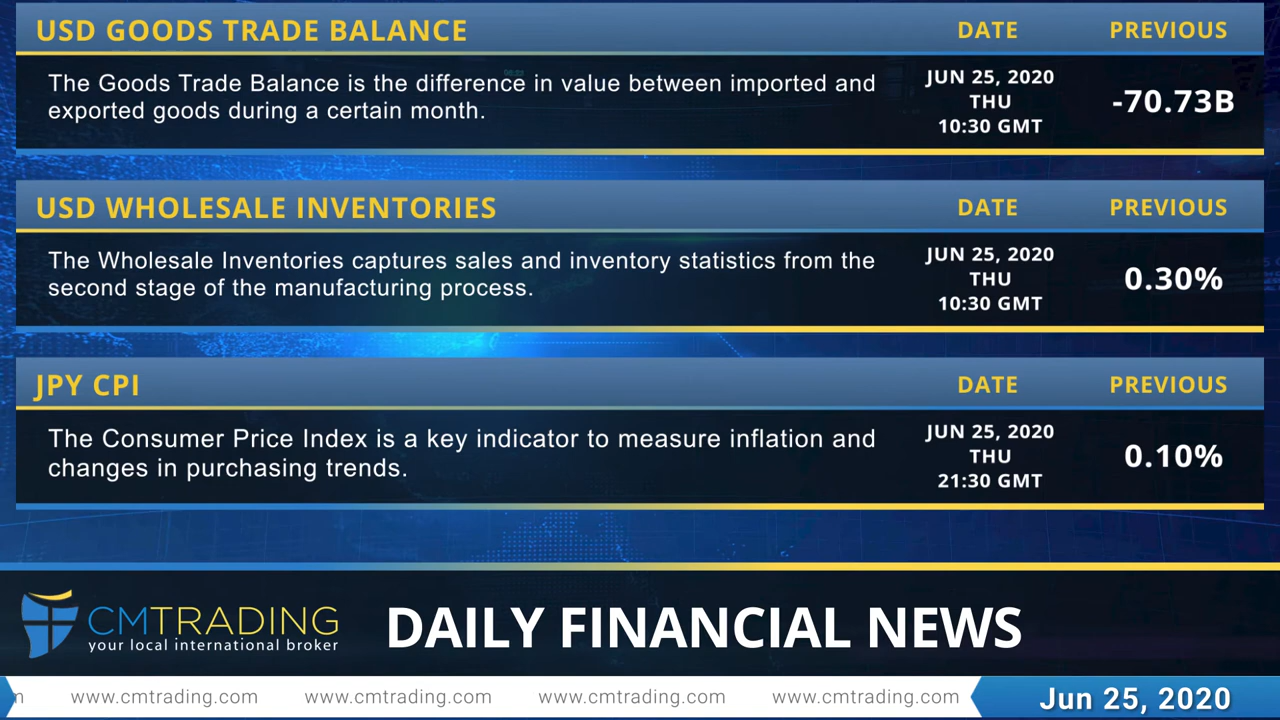 USD GOODS TRADE BALANCE DATE PREVIOUS
The Goods Trade Balance is the difference in value between imported and
exported goods during a certain month.
JUN 25, 2020
THU
10:30 GMT
-70.73B
USD WHOLESALE INVENTORIES DATE PREVIOUS
The Wholesale Inventories captures sales and inventory statistics from the
second stage of the manufacturing process.
JUN 25, 2020
THU
10:30 GMT
0.30%
JPY CPI DATE PREVIOUS
The Consumer Price Index is a key indicator to measure inflation and
changes in purchasing trends.
JUN 25, 2020
THU
21:30 GMT
0.10%
CMTRADING
your local international broker
DAILY FINANCIAL NEWS
m www.cmtrading.com www.cmtrading.com www.cmtrading.com www.cmtrading.com
Jun 25, 2020